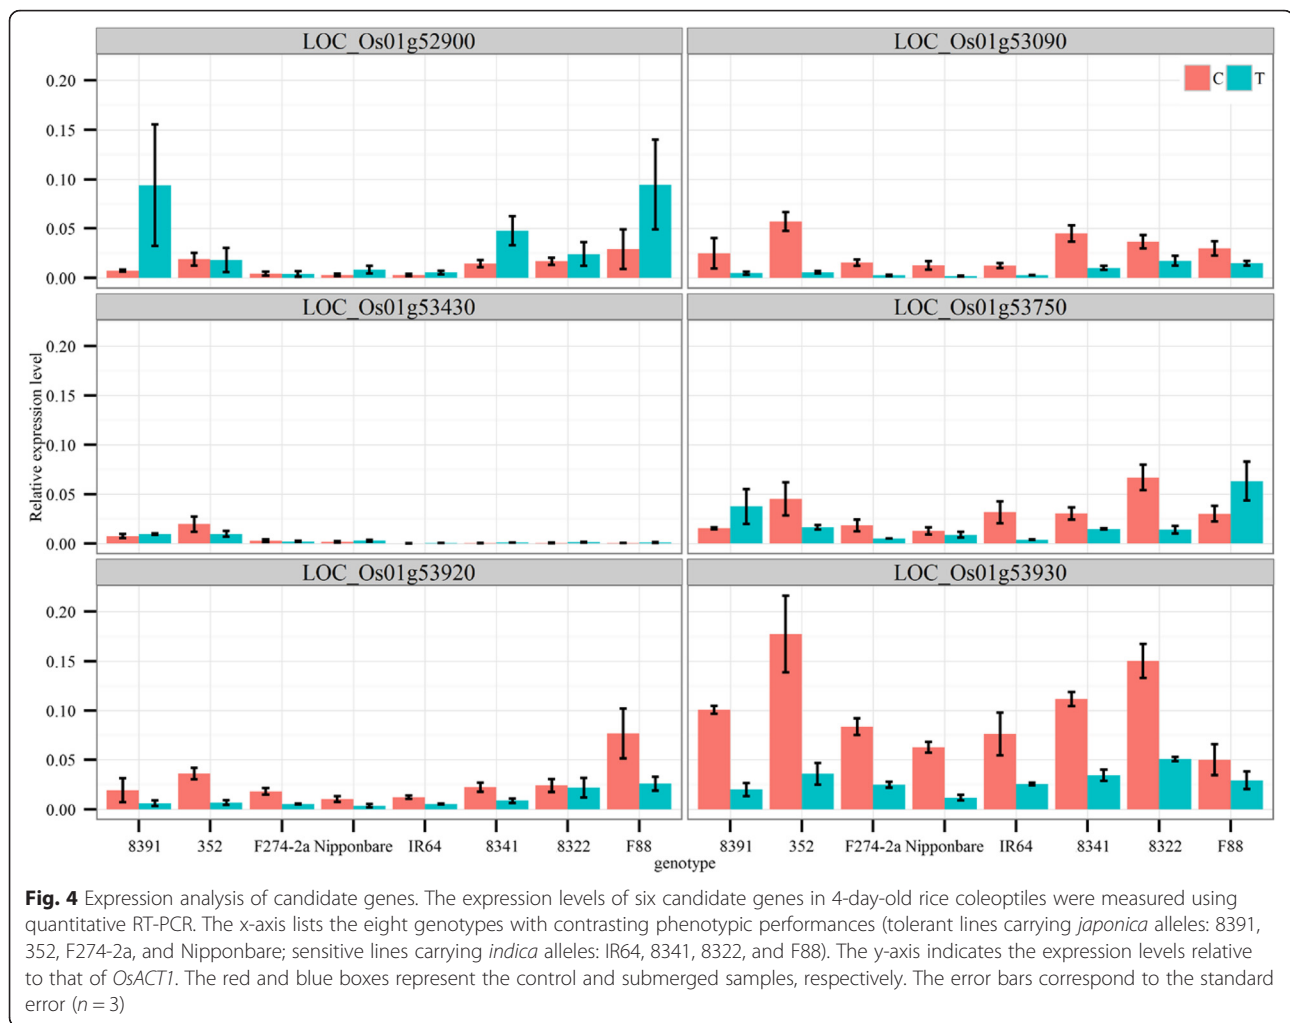 LOC_Os01g52900
LOC_Os01g53090
0.20
0.15
0.10
0.05
0.00
C T
LOC_Os01g53430
LOC_Os01g53750
0.20
0.15
0.10
0.05
0.00
Relative expression level
LOC_Os01g53920
LOC_Os01g53930
0.20
0.15
0.10
0.05
0.00
8391 352 F274-2a Nipponbare IR64 8341 8322 F88
8391 352 F274-2a Nipponbare IR64 8341 8322 F88
genotype
Fig. 4 Expression analysis of candidate genes. The expression levels of six candidate genes in 4-day-old rice coleoptiles were measured using
quantitative RT-PCR. The x-axis lists the eight genotypes with contrasting phenotypic performances (tolerant lines carrying japonica alleles: 8391,
352, F274-2a, and Nipponbare; sensitive lines carrying indica alleles: IR64, 8341, 8322, and F88). The y-axis indicates the expression levels relative
to that of OsACT1. The red and blue boxes represent the control and submerged samples, respectively. The error bars correspond to the standard
error (n = 3)